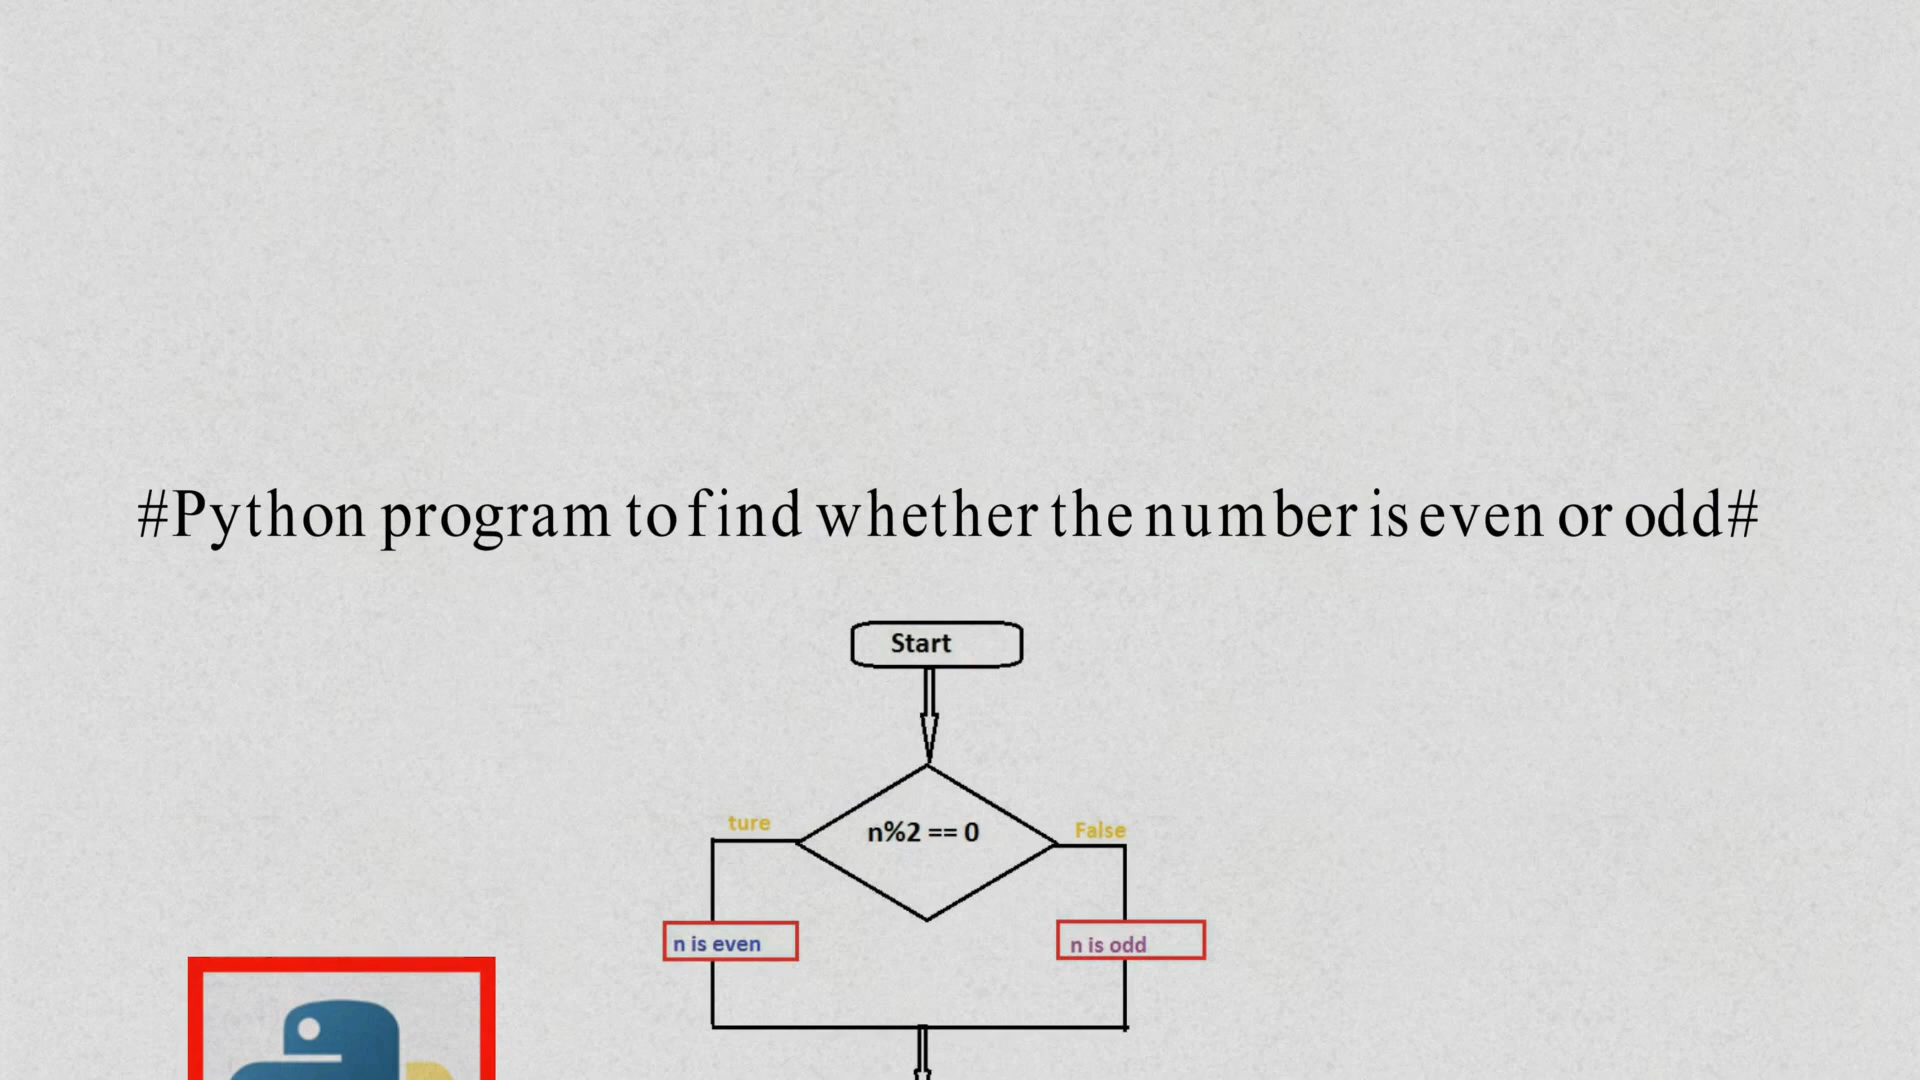 #Python program to find whether the number is even or odd#
Start
ture
n%2 == 0
False
n is even
n is odd